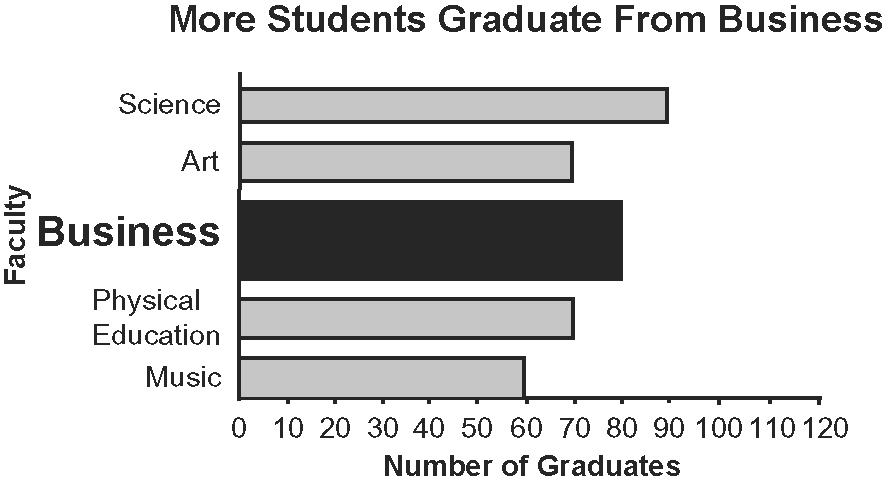 More Students Graduate From Business
Science
Art
Faculty
Business
Physical
Education
Music
0 10 20 30 40 50 60 70 80 90 100 110 120
Number of Graduates